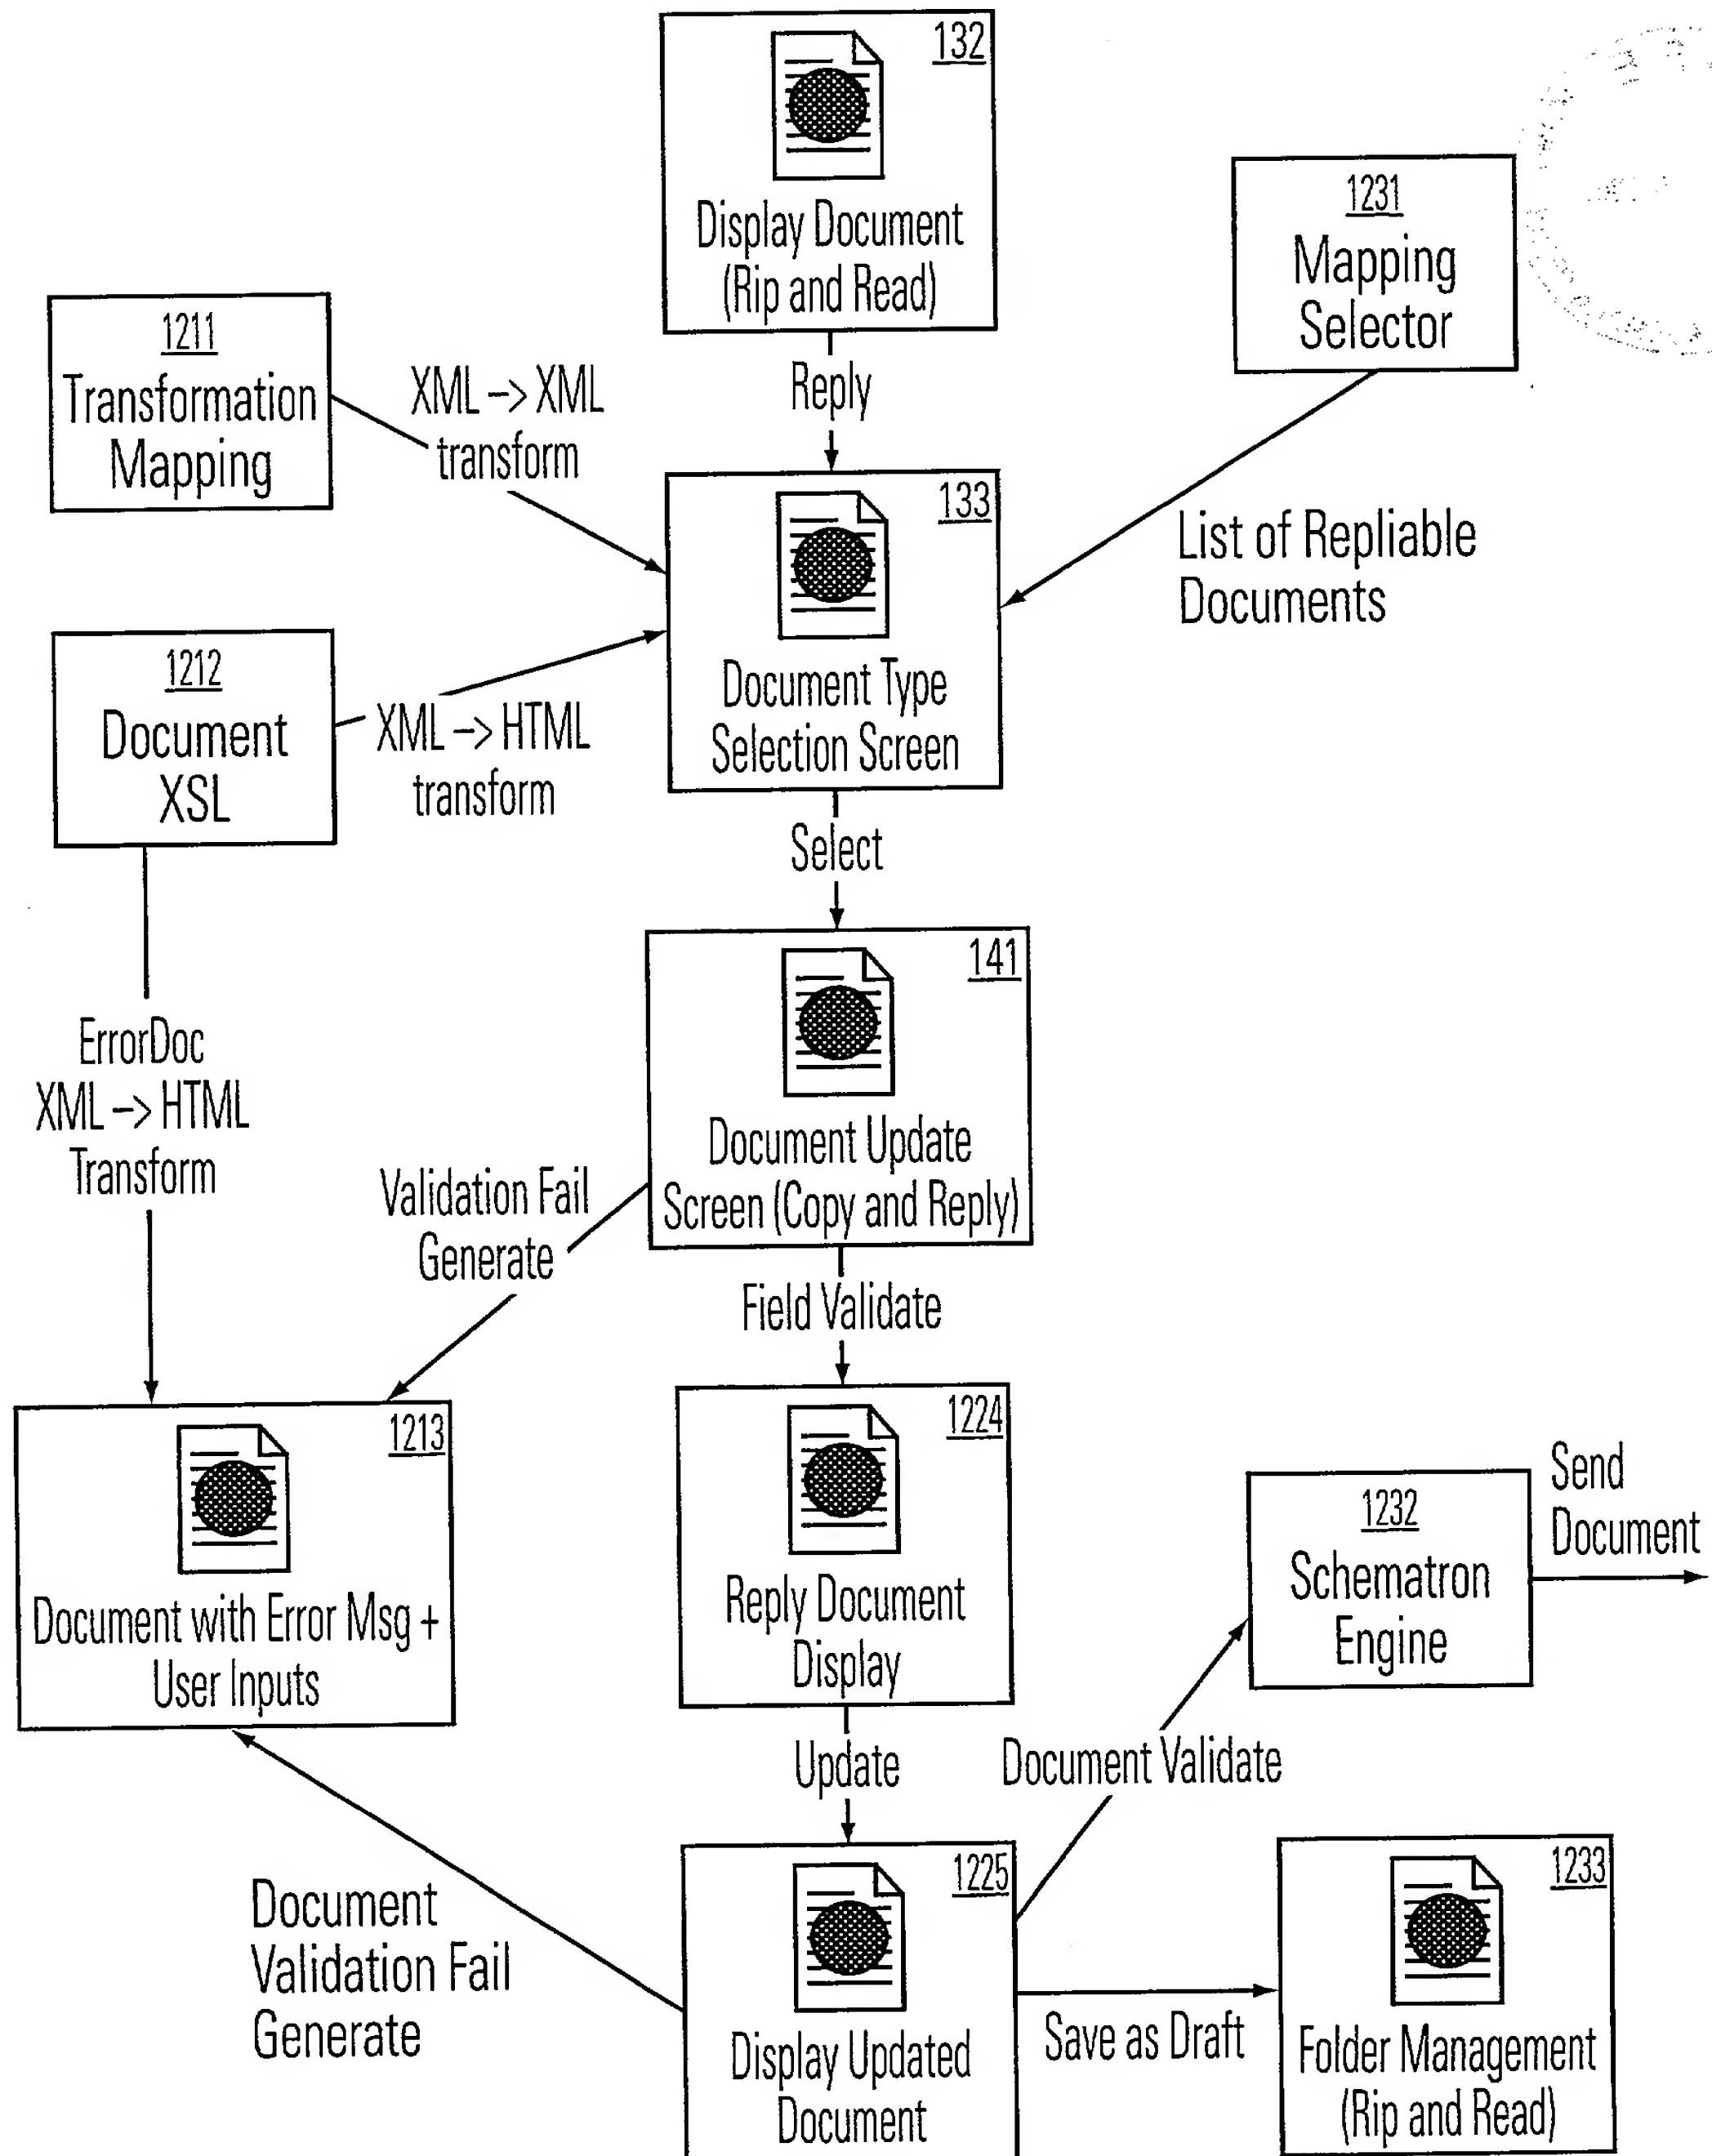 132
Display Document
(Rip and Read)
1231
Mapping
Selector
1211
Transformation
Mapping
XML -> XML
transform
Reply
133
Document Type
Selection Screen
List of Repliable
Documents
1212
Document
XSL
XML -> HTML
transform
Select
141
Document Update
Screen (Copy and Reply)
ErrorDoc
XML -> HTML
Transform
Validation Fail
Generate
Field Validate
1213
Document with Error Msg +
User Inputs
1224
Reply Document
Display
1232
Schematron
Engine
Send
Document
Update
Document Validate
Document
Validation Fail
Generate
1225
Display Updated
Document
Save as Draft
1233
Folder Management
(Rip and Read)